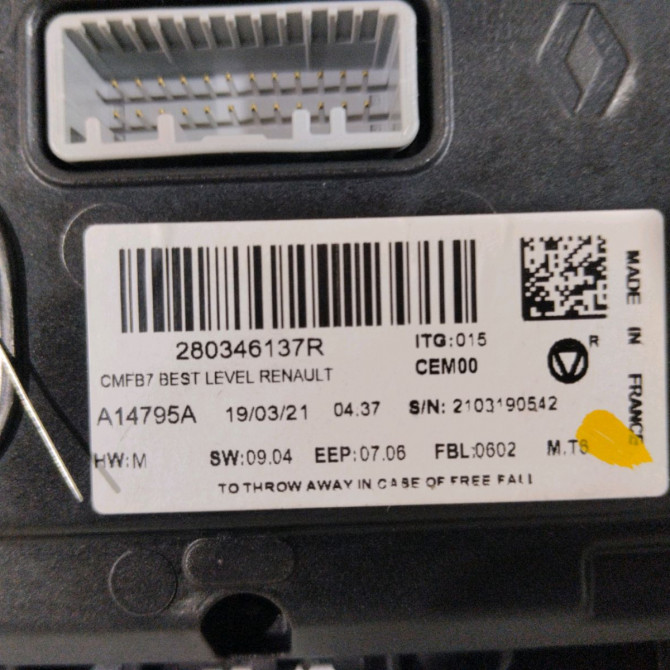 280346137R
ITG:015
CMFB7 BEST LEVEL RENAULT
CEM00
R
A14795A 19/03/21 04.37 S/N: 2103190542
HW:M SW:09.04 EEP:07.06 FBL:0602
TO THROW AWAY IN CASE OF FREE FALL
MADE IN FRANCE